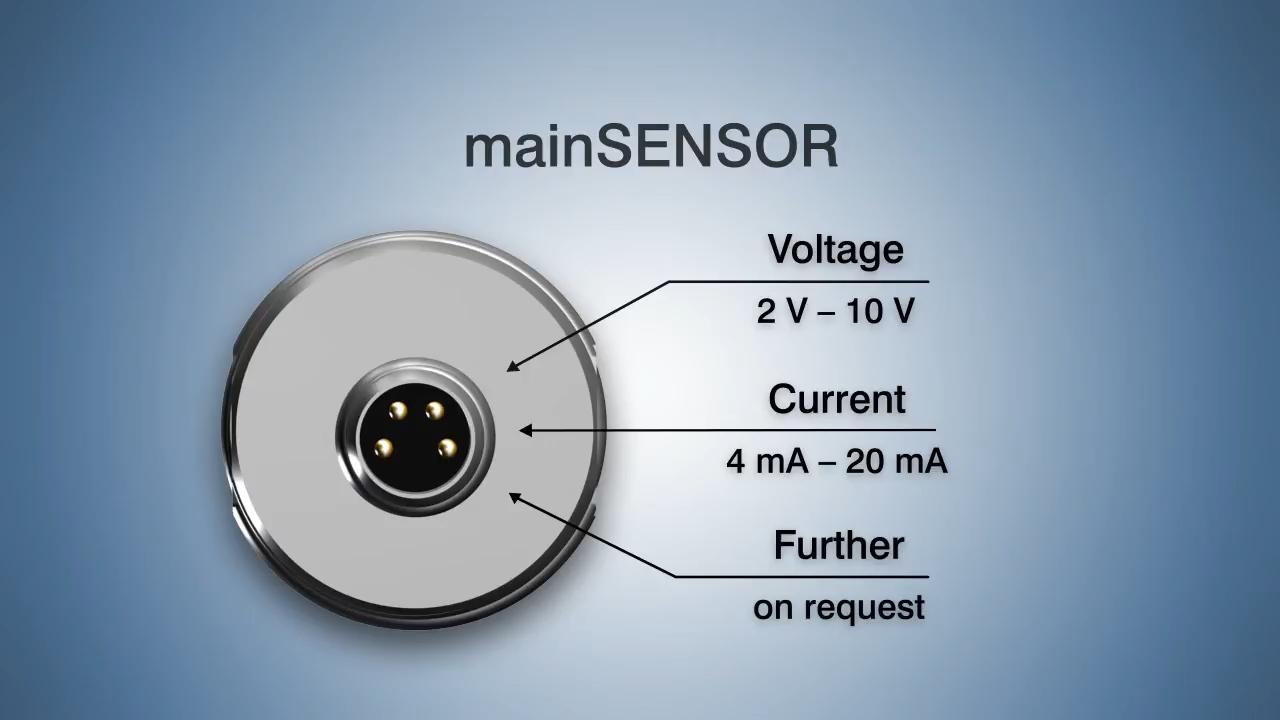 mainSENSOR
Voltage
2 V – 10 V
Current
4 mA – 20 mA
Further
on request